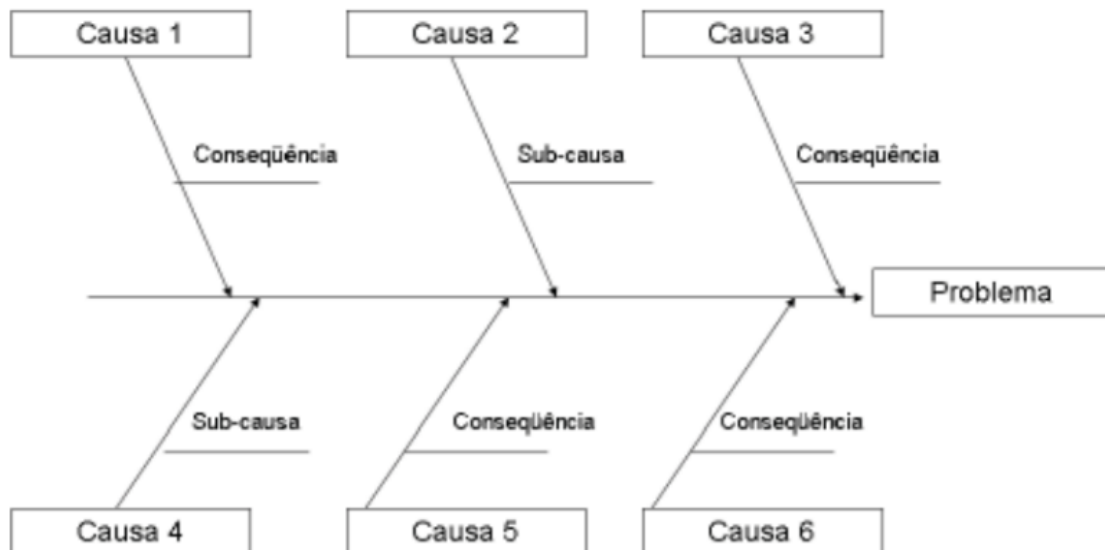 Causa 1
Causa 2
Causa 3
Conseqüência
Sub-causa
Conseqüência
Problema
Sub-causa
Conseqüência
Conseqüência
Causa 4
Causa 5
Causa 6